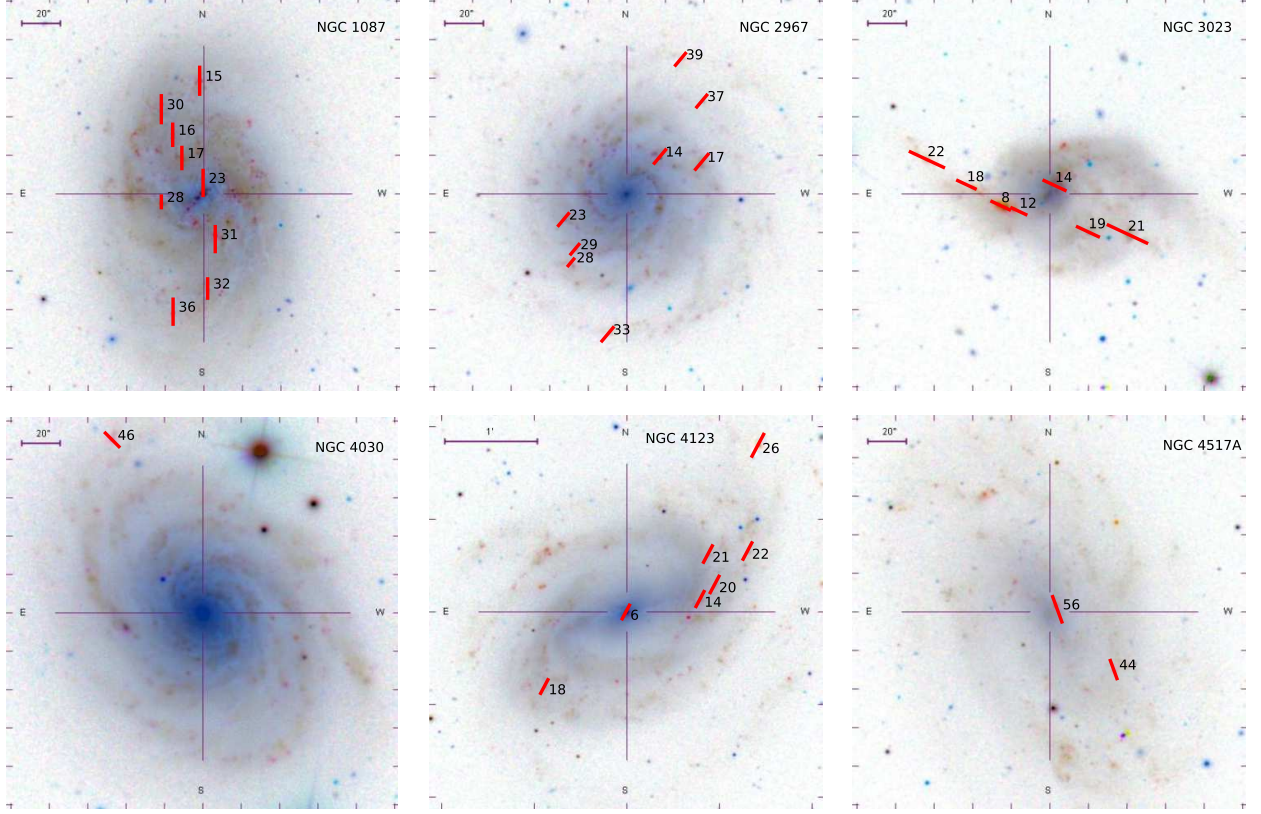 20" N NGC 1087
15
30
16
17
23
E W
28
31
32
36
S
20" N NGC 2967
39
37
14
17
E W
23
29
28
33
S
20" N NGC 3023
22
18
14
8
12
E W
19
21
S
20" N NGC 4030
46
E W
S
1' N NGC 4123
26
21
22
20
14
E W
6
18
S
20" N NGC 4517A
56
E W
44
S